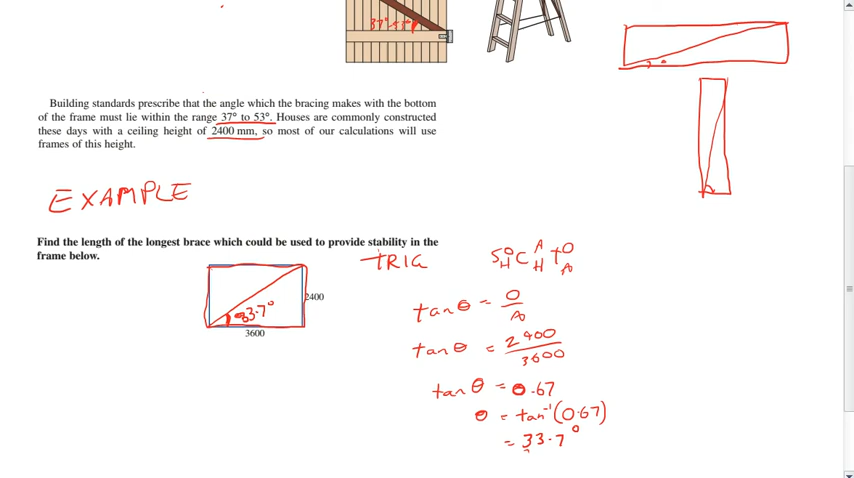 37°-53°
Building standards prescribe that the angle which the bracing makes with the bottom
of the frame must lie within the range 37° to 53°. Houses are commonly constructed
these days with a ceiling height of 2400 mm, so most of our calculations will use
frames of this height.
EXAMPLE
Find the length of the longest brace which could be used to provide stability in the
frame below.
TRIG
S O H C A H T O A
2400
33.7°
3600
tan θ = O/A
tan θ = 2400/3600
tan θ = 0.67
θ = tan⁻¹(0.67)
= 33.7°